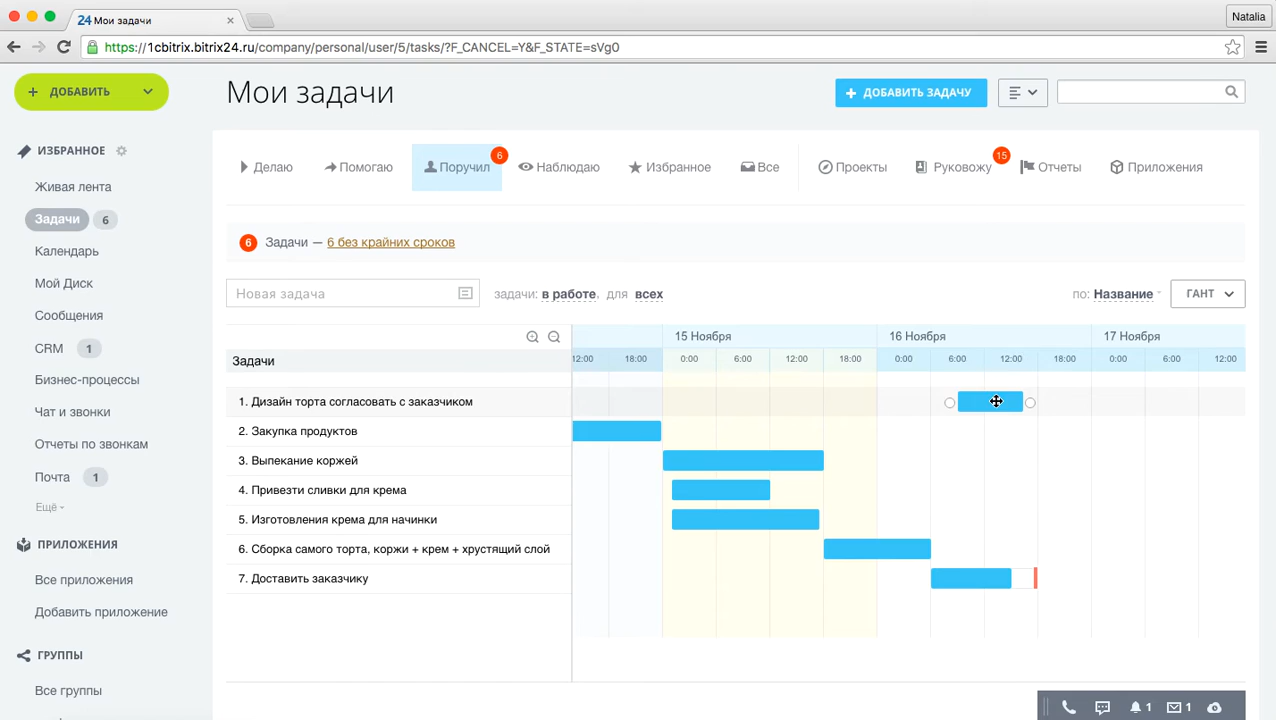 24 Мои задачи
Natalia
https://1cbitrix.bitrix24.ru/company/personal/user/5/tasks/?F_CANCEL=Y&F_STATE=sVg0
+ ДОБАВИТЬ
Мои задачи
+ ДОБАВИТЬ ЗАДАЧУ
ИЗБРАННОЕ
Живая лента
Задачи 6
Календарь
Мой Диск
Сообщения
CRM 1
Бизнес-процессы
Чат и звонки
Отчеты по звонкам
Почта 1
Ещё
ПРИЛОЖЕНИЯ
Все приложения
Добавить приложение
ГРУППЫ
Все группы
Делаю Помогаю Поручил 6 Наблюдаю Избранное Все Проекты Руковожу 15 Отчеты Приложения
6 Задачи — 6 без крайних сроков
Новая задача задачи: в работе, для всех по: Название ГАНТ
15 Ноября 16 Ноября 17 Ноября
Задачи 12:00 18:00 0:00 6:00 12:00 18:00 0:00 6:00 12:00 18:00 0:00 6:00 12:00
1. Дизайн торта согласовать с заказчиком
2. Закупка продуктов
3. Выпекание коржей
4. Привезти сливки для крема
5. Изготовления крема для начинки
6. Сборка самого торта, коржи + крем + хрустящий слой
7. Доставить заказчику
1 1